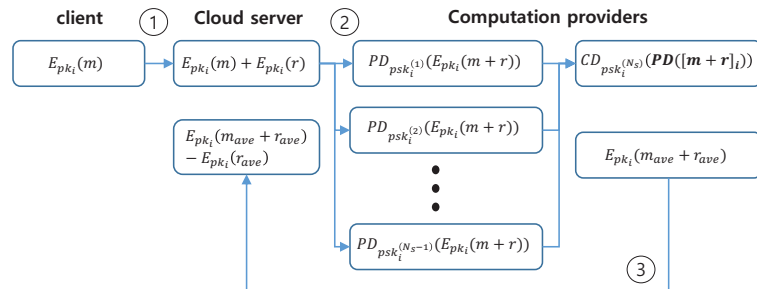 client
Cloud server
Computation providers
1
2
E_{pk_i}(m)
E_{pk_i}(m) + E_{pk_i}(r)
PD_{psk_i^{(1)}}(E_{pk_i}(m + r))
CD_{psk_i^{(N_s)}}(PD([m + r]_i))
PD_{psk_i^{(2)}}(E_{pk_i}(m + r))
E_{pk_i}(m_{ave} + r_{ave})
− E_{pk_i}(r_{ave})
E_{pk_i}(m_{ave} + r_{ave})
PD_{psk_i^{(N_s−1)}}(E_{pk_i}(m + r))
3